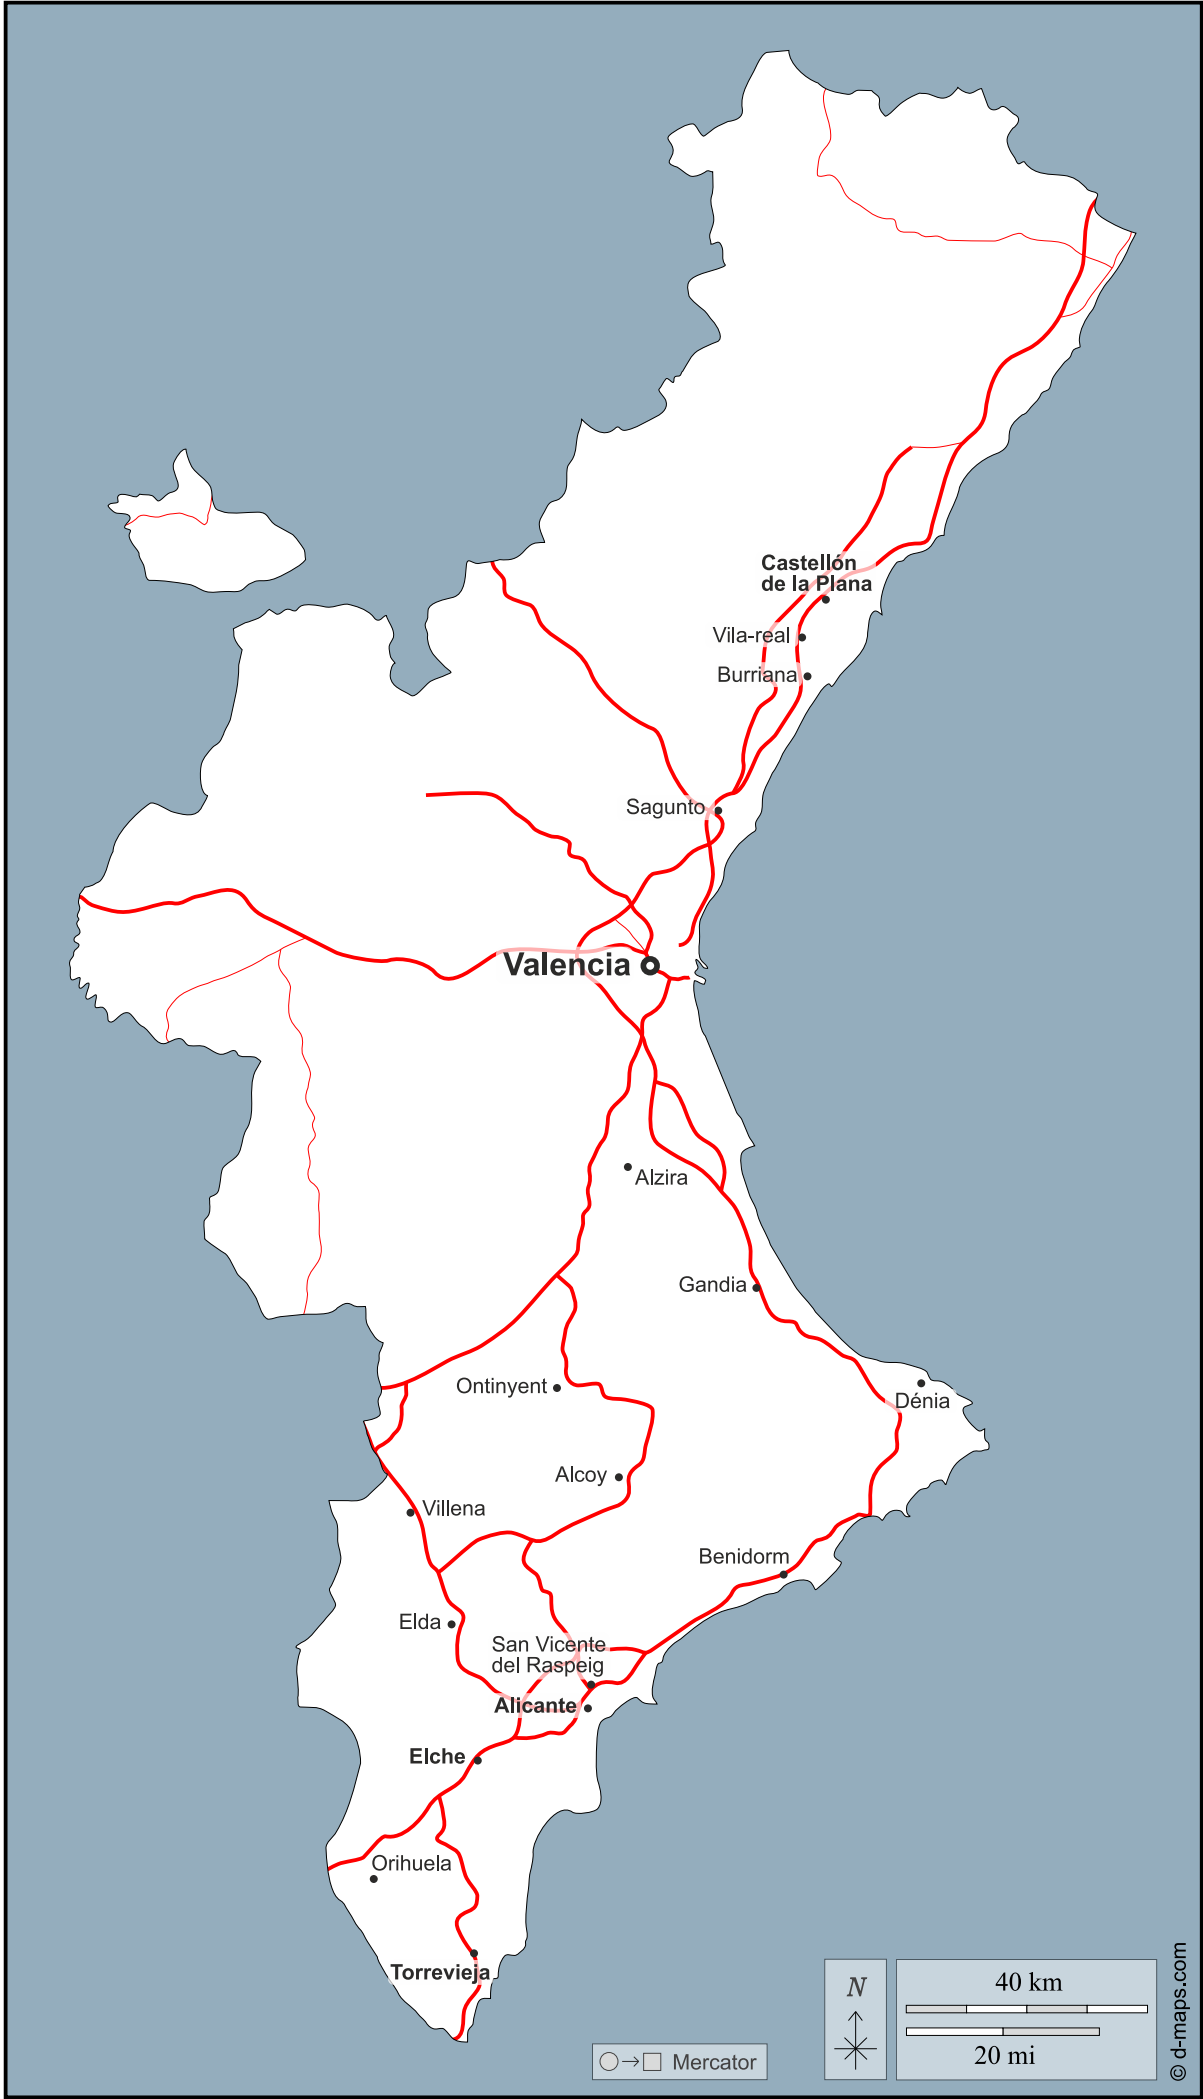 Castellón
de la Plana
Vila-real
Burriana
Sagunto
Valencia
Alzira
Gandia
Ontinyent
Dénia
Alcoy
Villena
Benidorm
Elda
San Vicente
del Raspeig
Alicante
Elche
Orihuela
Torrevieja
N
40 km
20 mi
Mercator
© d-maps.com